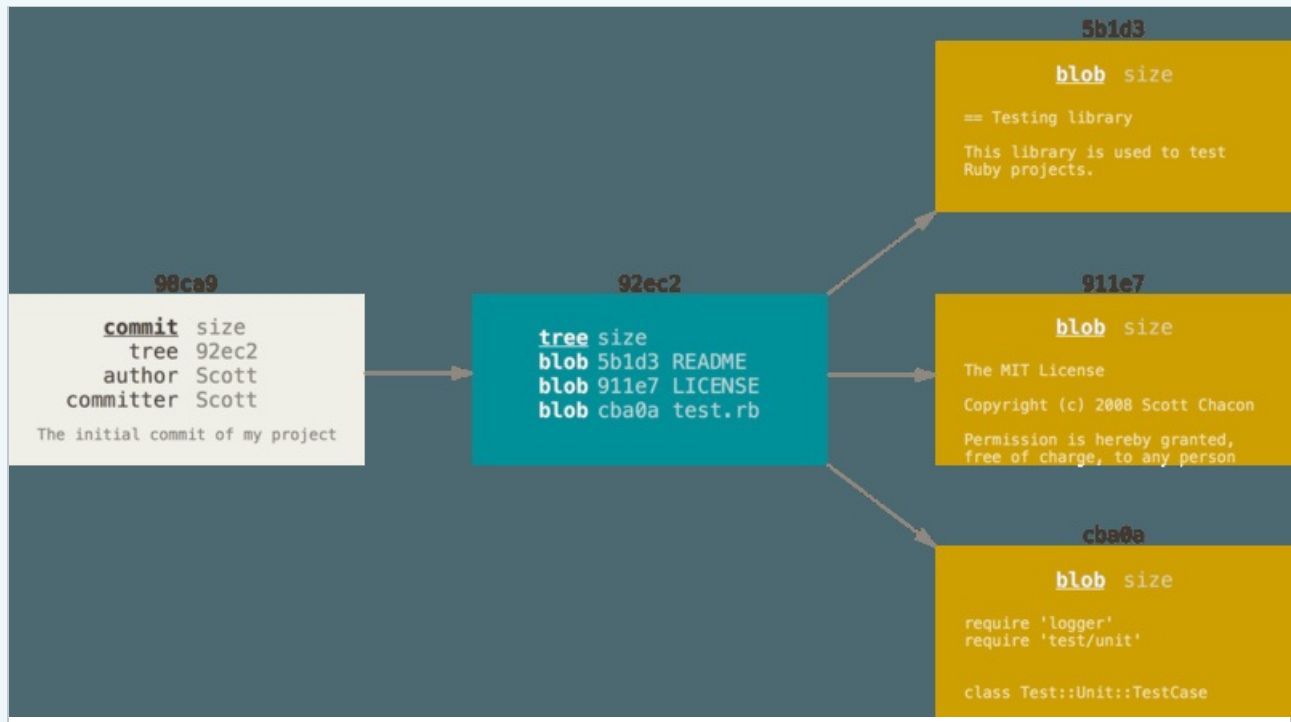 98ca9
commit size
tree 92ec2
author Scott
committer Scott
The initial commit of my project
92ec2
tree size
blob 5b1d3 README
blob 911e7 LICENSE
blob cba0a test.rb
5b1d3
blob size
== Testing library
This library is used to test
Ruby projects.
911e7
blob size
The MIT License
Copyright (c) 2008 Scott Chacon
Permission is hereby granted,
free of charge, to any person
cba0a
blob size
require 'logger'
require 'test/unit'
class Test::Unit::TestCase